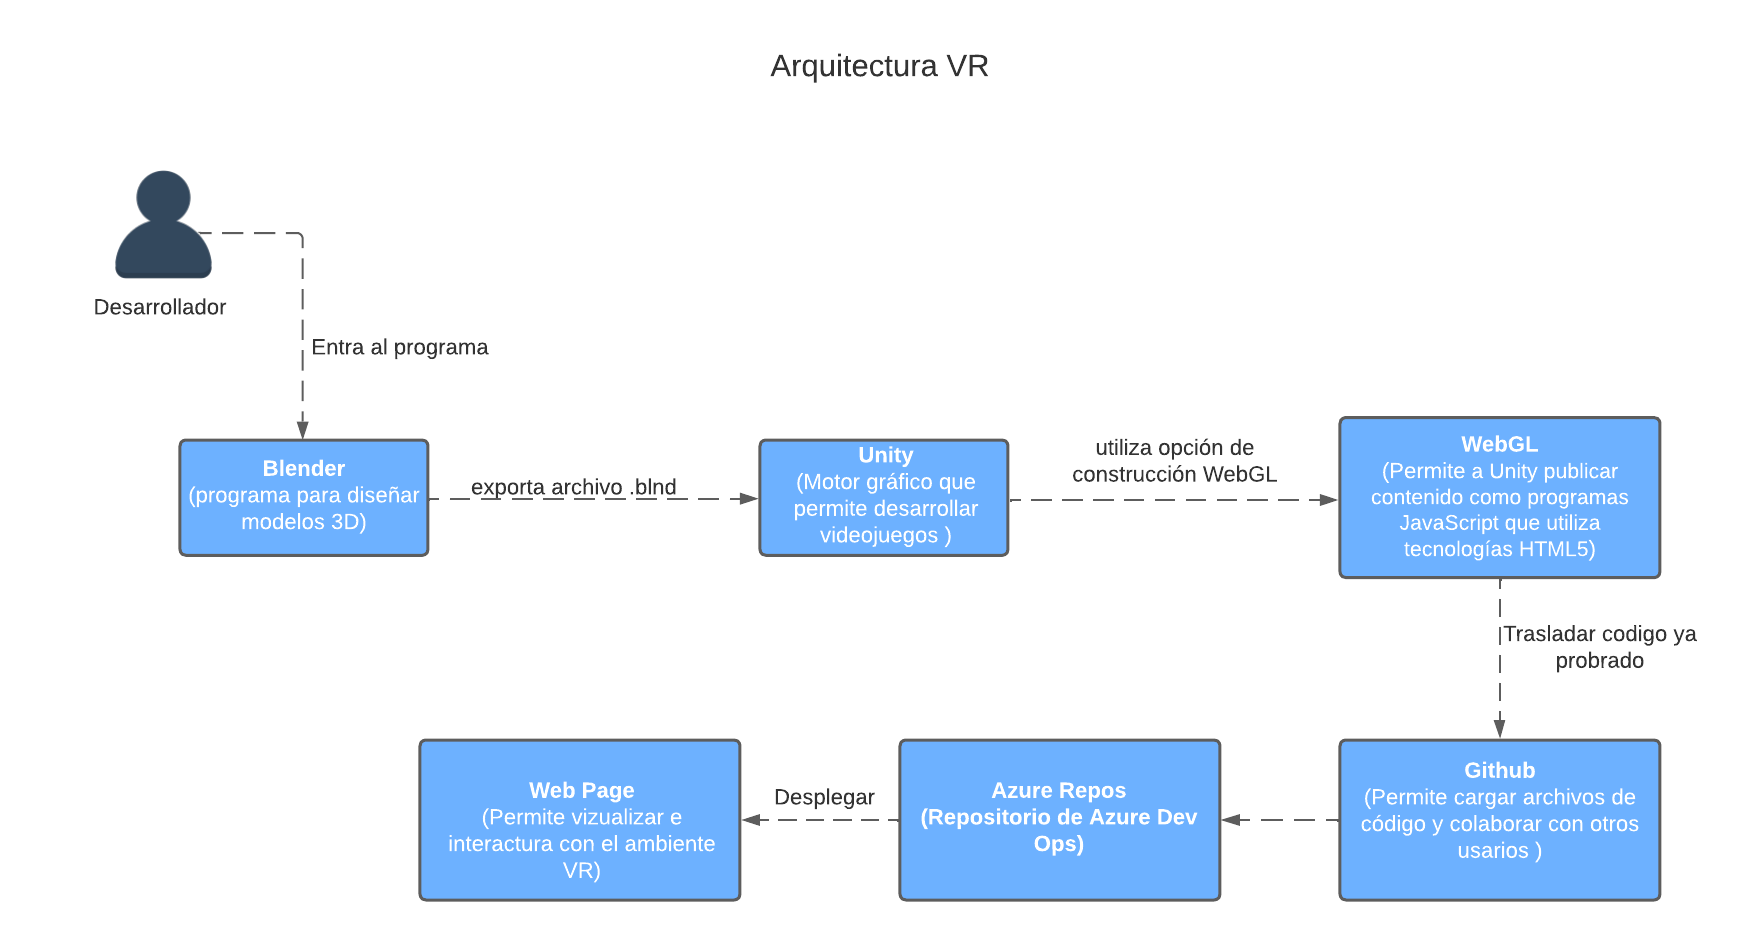 Arquitectura VR
Desarrollador
Entra al programa
Blender
(programa para diseñar
modelos 3D)
exporta archivo .blnd
Unity
(Motor gráfico que
permite desarrollar
videojuegos )
utiliza opción de
construcción WebGL
WebGL
(Permite a Unity publicar
contenido como programas
JavaScript que utiliza
tecnologías HTML5)
Trasladar codigo ya
probrado
Github
(Permite cargar archivos de
código y colaborar con otros
usarios )
Azure Repos
(Repositorio de Azure Dev
Ops)
Desplegar
Web Page
(Permite vizualizar e
interactura con el ambiente
VR)